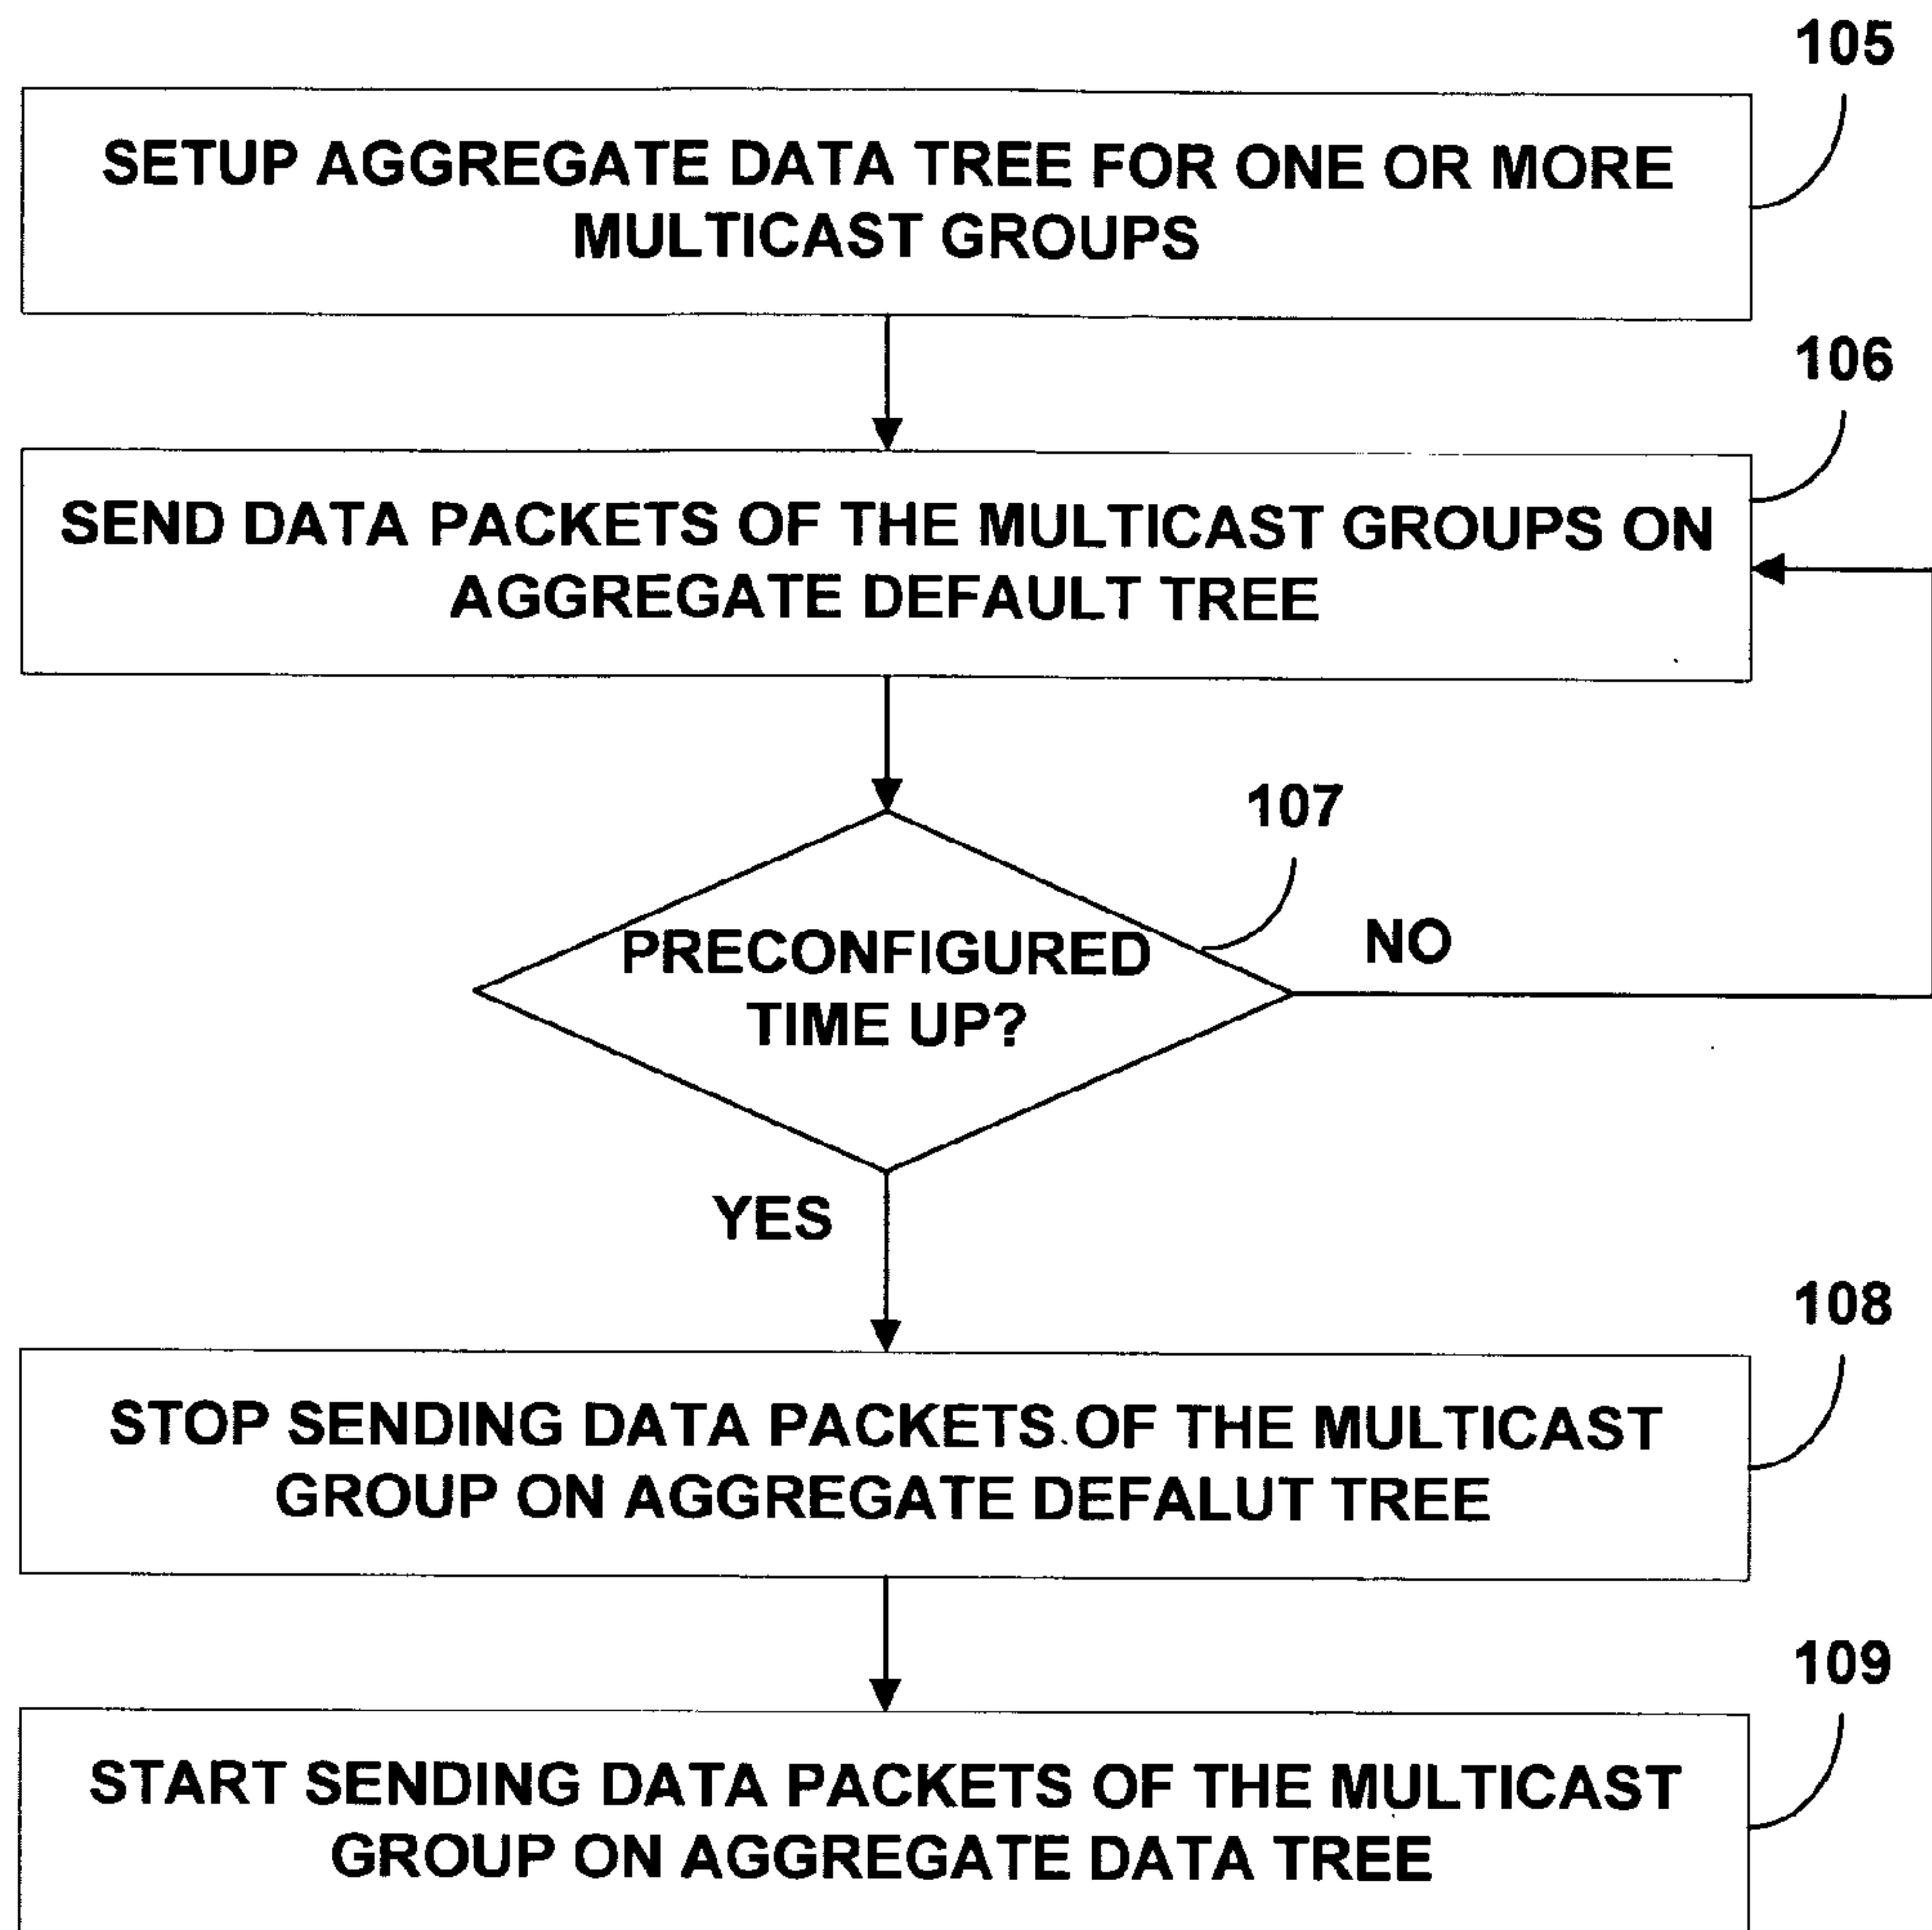 105
SETUP AGGREGATE DATA TREE FOR ONE OR MORE
MULTICAST GROUPS
106
SEND DATA PACKETS OF THE MULTICAST GROUPS ON
AGGREGATE DEFAULT TREE
107
PRECONFIGURED
TIME UP?
NO
YES
108
STOP SENDING DATA PACKETS OF THE MULTICAST
GROUP ON AGGREGATE DEFALUT TREE
109
START SENDING DATA PACKETS OF THE MULTICAST
GROUP ON AGGREGATE DATA TREE